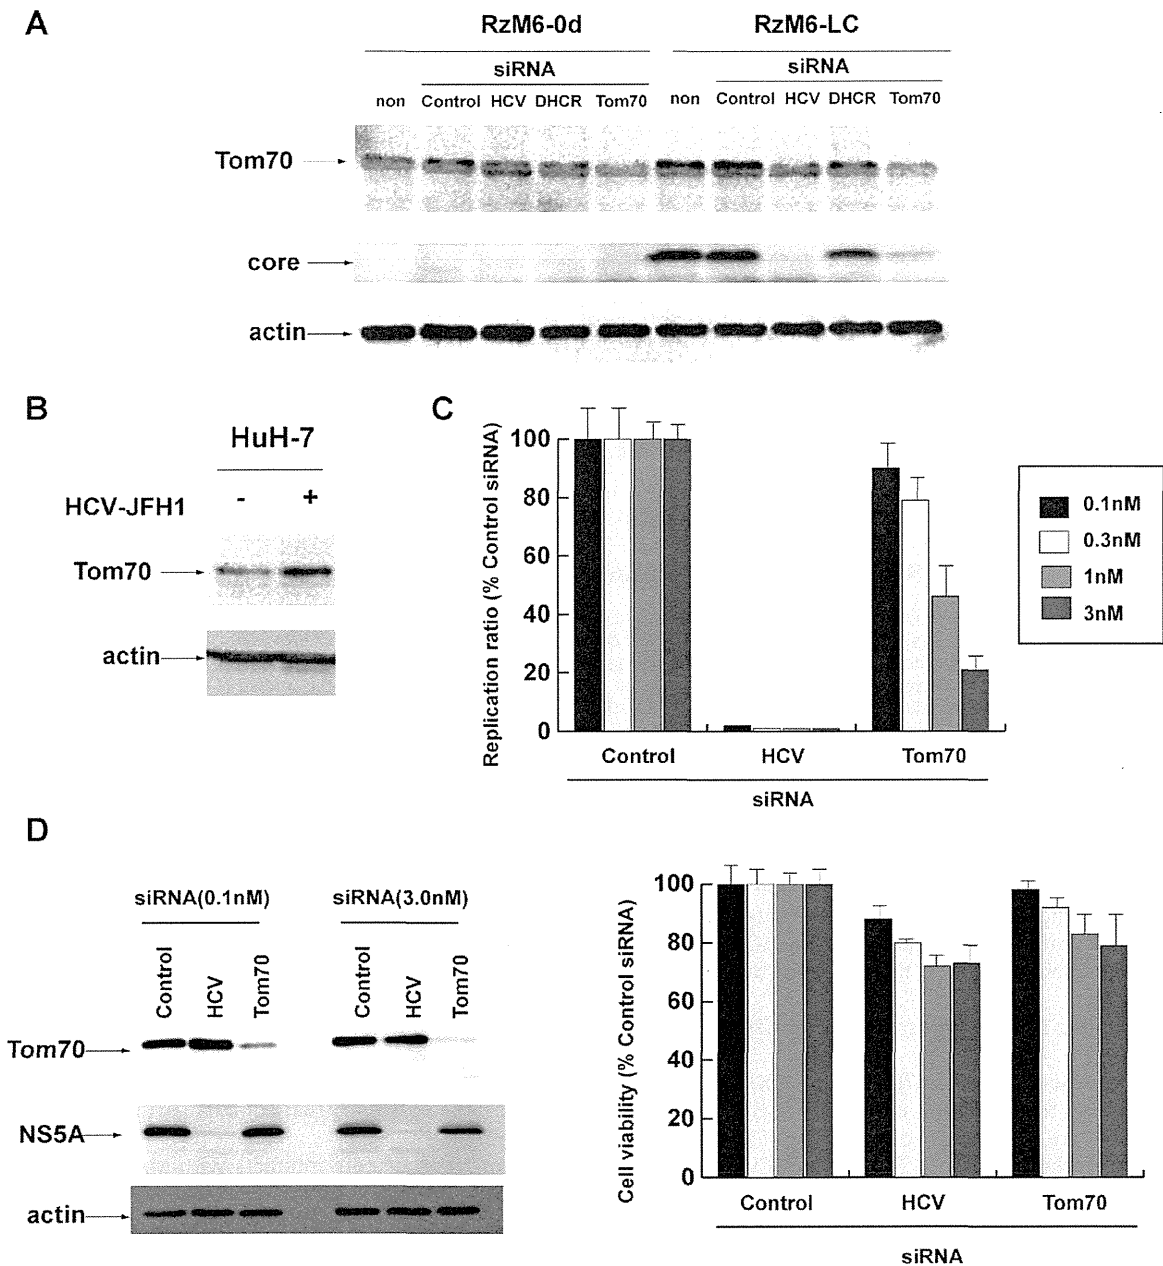 A
RzM6-0d RzM6-LC
siRNA siRNA
non Control HCV DHCR Tom70 non Control HCV DHCR Tom70
Tom70
core
actin
B
HuH-7
HCV-JFH1 - +
Tom70
actin
C
Replication ratio (% Control siRNA)
100
80
60
40
20
0
Control HCV Tom70
siRNA
0.1nM
0.3nM
1nM
3nM
D
siRNA(0.1nM) siRNA(3.0nM)
Control HCV Tom70 Control HCV Tom70
Tom70
NS5A
actin
Cell viability (% Control siRNA)
100
80
60
40
20
0
Control HCV Tom70
siRNA